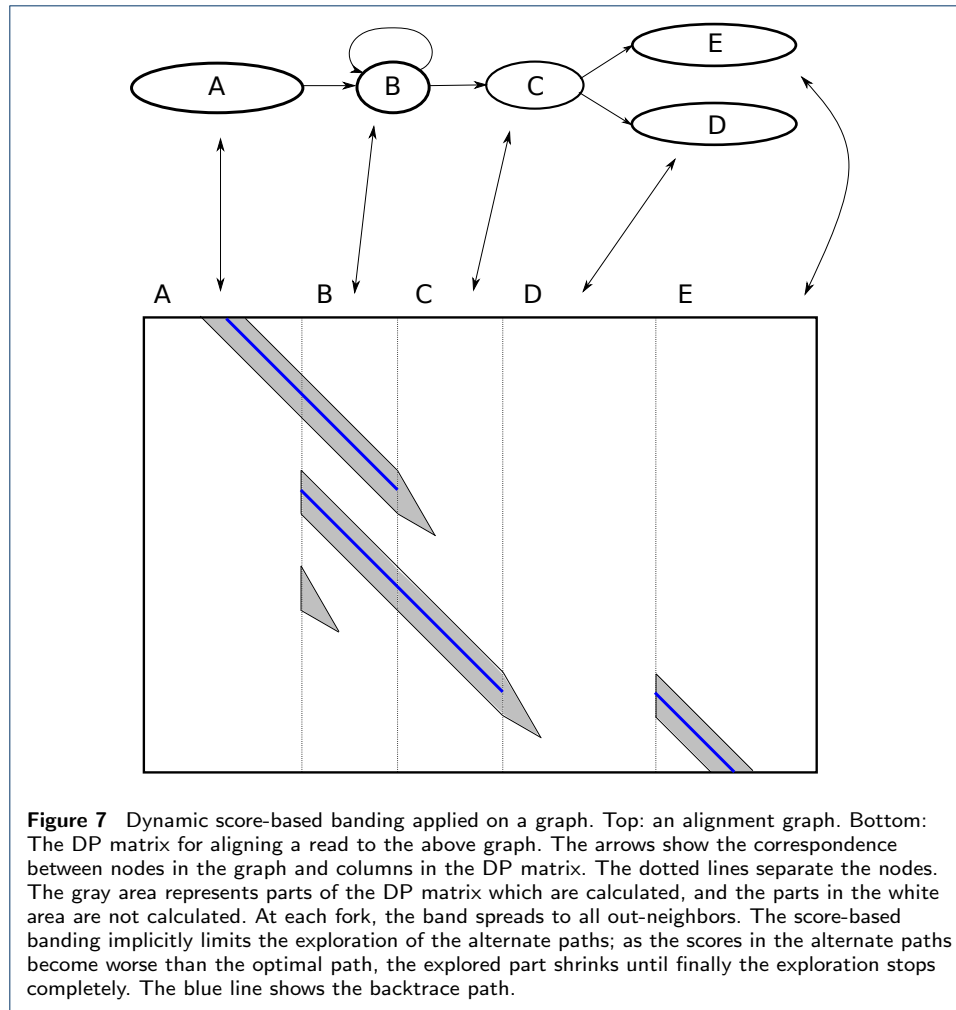 E
A
B
C
D
A B C D E
Figure 7 Dynamic score-based banding applied on a graph. Top: an alignment graph. Bottom:
The DP matrix for aligning a read to the above graph. The arrows show the correspondence
between nodes in the graph and columns in the DP matrix. The dotted lines separate the nodes.
The gray area represents parts of the DP matrix which are calculated, and the parts in the white
area are not calculated. At each fork, the band spreads to all out-neighbors. The score-based
banding implicitly limits the exploration of the alternate paths; as the scores in the alternate paths
become worse than the optimal path, the explored part shrinks until finally the exploration stops
completely. The blue line shows the backtrace path.